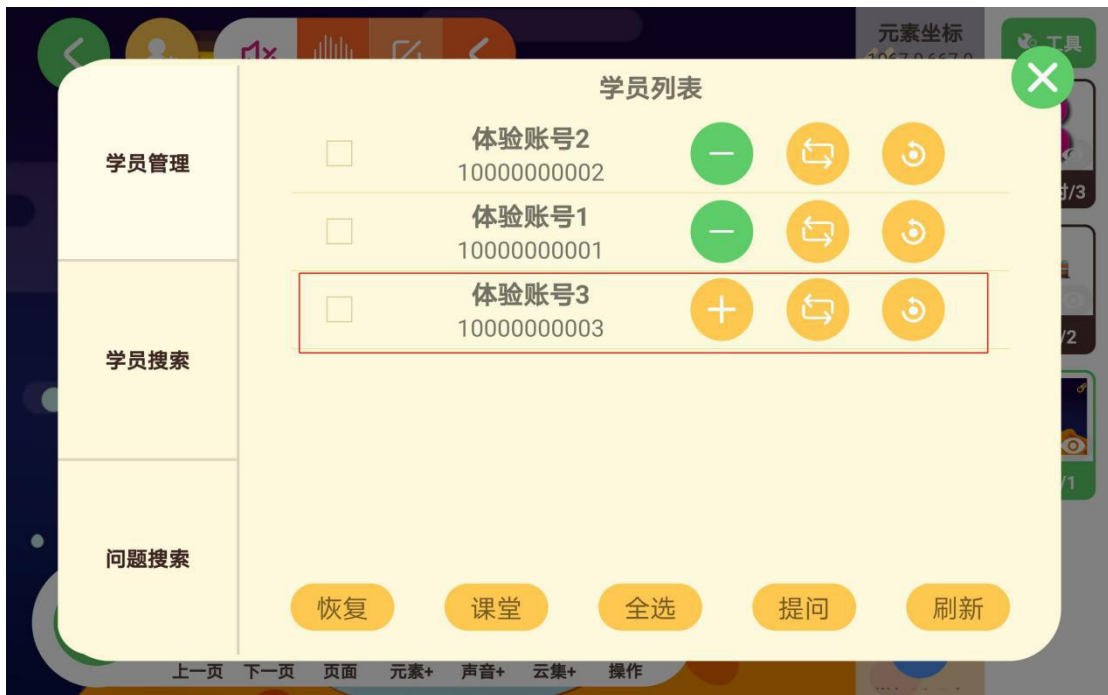 元素坐标
工具
学员列表
学员管理
体验账号2
10000000002
体验账号1
10000000001
体验账号3
10000000003
学员搜索
问题搜索
恢复
课堂
全选
提问
刷新
/3
/2
/1
上一页
下一页
页面
元素+
声音+
云集+
操作